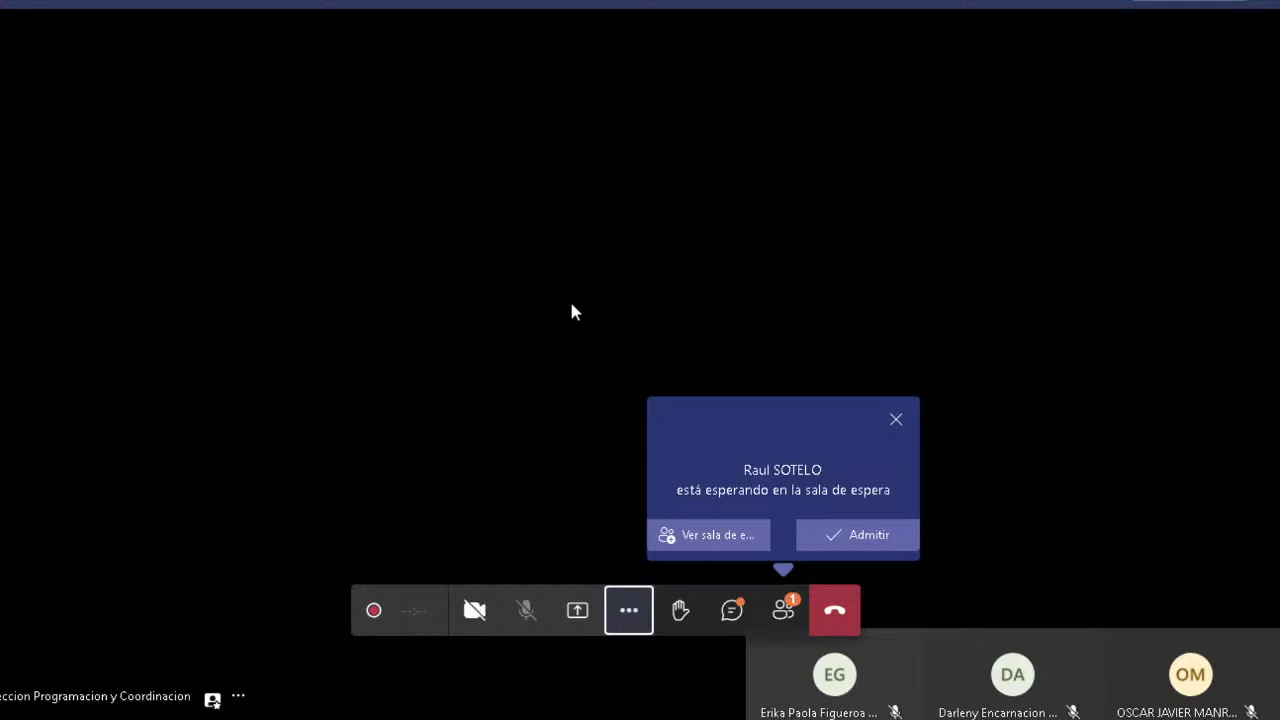 Raul SOTELO
está esperando en la sala de espera
Ver sala de e...
Admitir
--:--
1
EG
DA
OM
eccion Programacion y Coordinacion
Erika Paola Figueroa ...
Darleny Encarnacion ...
OSCAR JAVIER MANR...